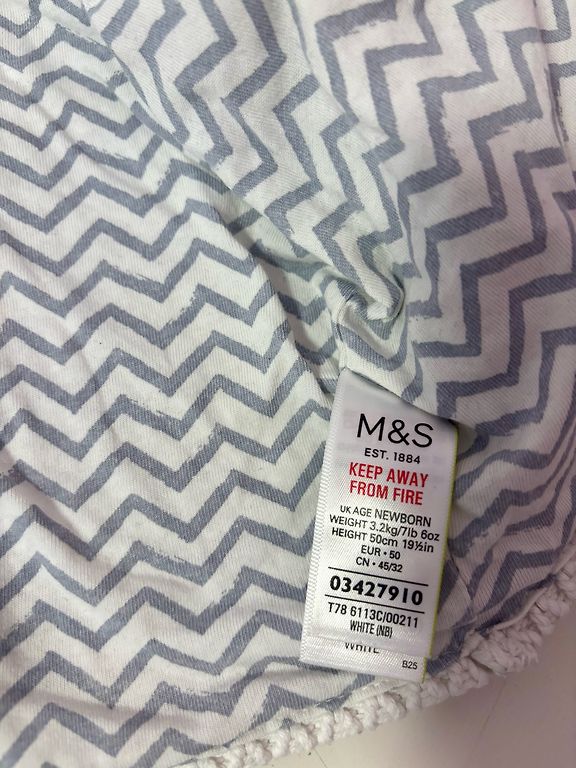 M&S
EST. 1884
KEEP AWAY
FROM FIRE
UK AGE NEWBORN
WEIGHT 3.2kg/7lb 6oz
HEIGHT 50cm 19½in
EUR • 50
CN • 45/32
03427910
T78 6113C/00211
WHITE (NB)
WHITE
B25